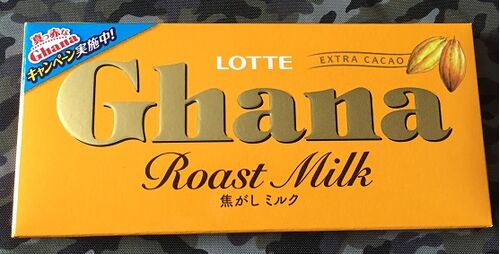 真っ赤な
Ghana
キャンペーン実施中!
LOTTE
EXTRA CACAO
Ghana
Roast Milk
焦がしミルク